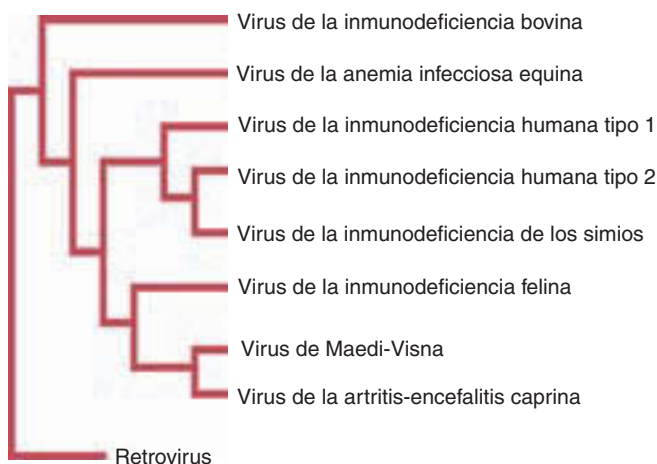 Virus de la inmunodeficiencia bovina
Virus de la anemia infecciosa equina
Virus de la inmunodeficiencia humana tipo 1
Virus de la inmunodeficiencia humana tipo 2
Virus de la inmunodeficiencia de los simios
Virus de la inmunodeficiencia felina
Virus de Maedi-Visna
Virus de la artritis-encefalitis caprina
Retrovirus